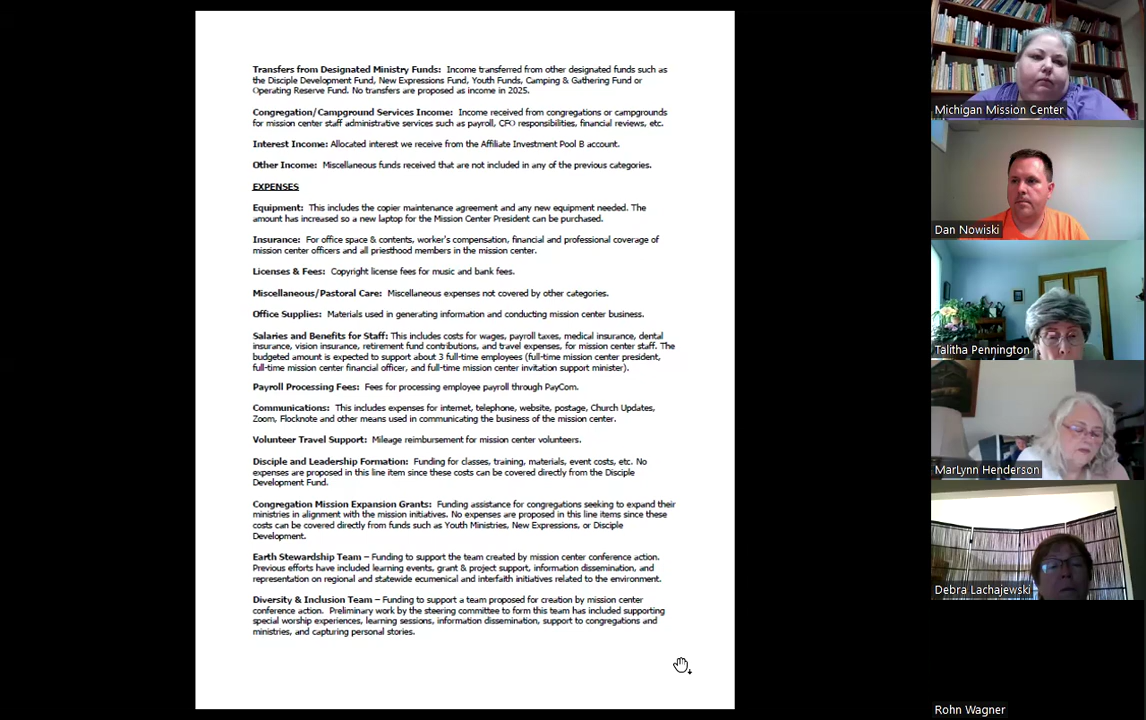 Transfers from Designated Ministry Funds: Income transferred from other designated funds such as
the Disciple Development Fund, New Expressions Fund, Youth Funds, Camping & Gathering Fund or
Operating Reserve Fund. No transfers are proposed as income in 2025.
Congregation/Campground Services Income: Income received from congregations or campgrounds
for mission center staff administrative services such as payroll, CFO responsibilities, financial reviews, etc.
Interest Income: Allocated interest we receive from the Affiliate Investment Pool B account.
Other Income: Miscellaneous funds received that are not included in any of the previous categories.
EXPENSES
Equipment: This includes the copier maintenance agreement and any new equipment needed. The
amount has increased so a new laptop for the Mission Center President can be purchased.
Insurance: For office space & contents, worker's compensation, financial and professional coverage of
mission center officers and all priesthood members in the mission center.
Licenses & Fees: Copyright license fees for music and bank fees.
Miscellaneous/Pastoral Care: Miscellaneous expenses not covered by other categories.
Office Supplies: Materials used in generating information and conducting mission center business.
Salaries and Benefits for Staff: This includes costs for wages, payroll taxes, medical insurance, dental
insurance, vision insurance, retirement fund contributions, and travel expenses, for mission center staff. The
budgeted amount is expected to support about 3 full-time employees (full-time mission center president,
full-time mission center financial officer, and full-time mission center invitation support minister).
Payroll Processing Fees: Fees for processing employee payroll through PayCom.
Communications: This includes expenses for internet, telephone, website, postage, Church Updates,
Zoom, Flocknote and other means used in communicating the business of the mission center.
Volunteer Travel Support: Mileage reimbursement for mission center volunteers.
Disciple and Leadership Formation: Funding for classes, training, materials, event costs, etc. No
expenses are proposed in this line item since these costs can be covered directly from the Disciple
Development Fund.
Congregation Mission Expansion Grants: Funding assistance for congregations seeking to expand their
ministries in alignment with the mission initiatives. No expenses are proposed in this line items since these
costs can be covered directly from funds such as Youth Ministries, New Expressions, or Disciple
Development.
Earth Stewardship Team – Funding to support the team created by mission center conference action.
Previous efforts have included learning events, grant & project support, information dissemination, and
representation on regional and statewide ecumenical and interfaith initiatives related to the environment.
Diversity & Inclusion Team – Funding to support a team proposed for creation by mission center
conference action. Preliminary work by the steering committee to form this team has included supporting
special worship experiences, learning sessions, information dissemination, support to congregations and
ministries, and capturing personal stories.
Michigan Mission Center
Dan Nowiski
Talitha Pennington
MarLynn Henderson
Debra Lachajewski
Rohn Wagner